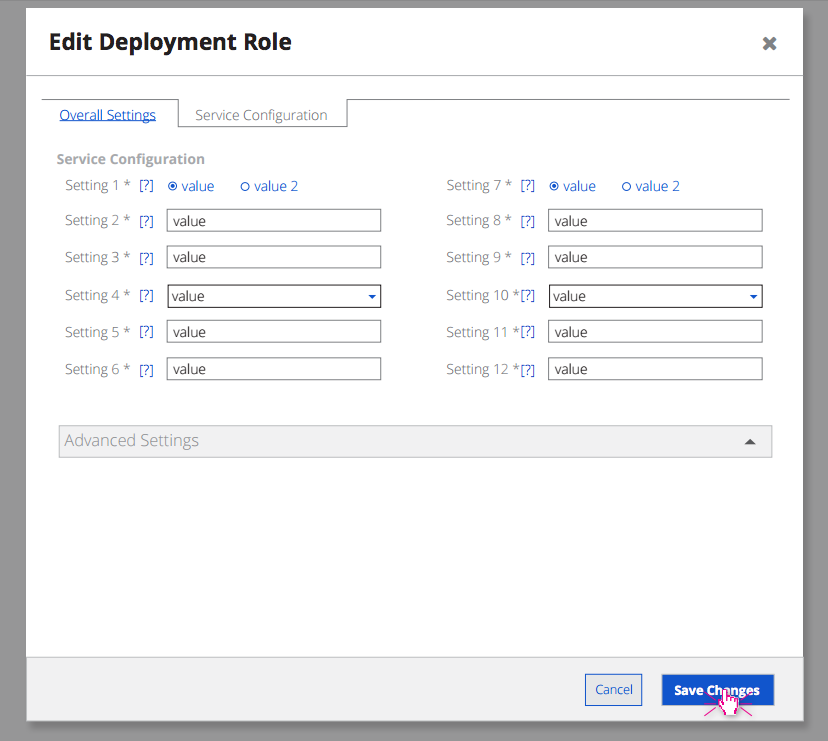 Edit Deployment Role
Overall Settings Service Configuration
Service Configuration
Setting 1 * [?] value value 2
Setting 7 * [?] value value 2
Setting 2 * [?] value
Setting 8 * [?] value
Setting 3 * [?] value
Setting 9 * [?] value
Setting 4 * [?] value
Setting 10 *[?] value
Setting 5 * [?] value
Setting 11 *[?] value
Setting 6 * [?] value
Setting 12 *[?] value
Advanced Settings
Cancel Save Changes